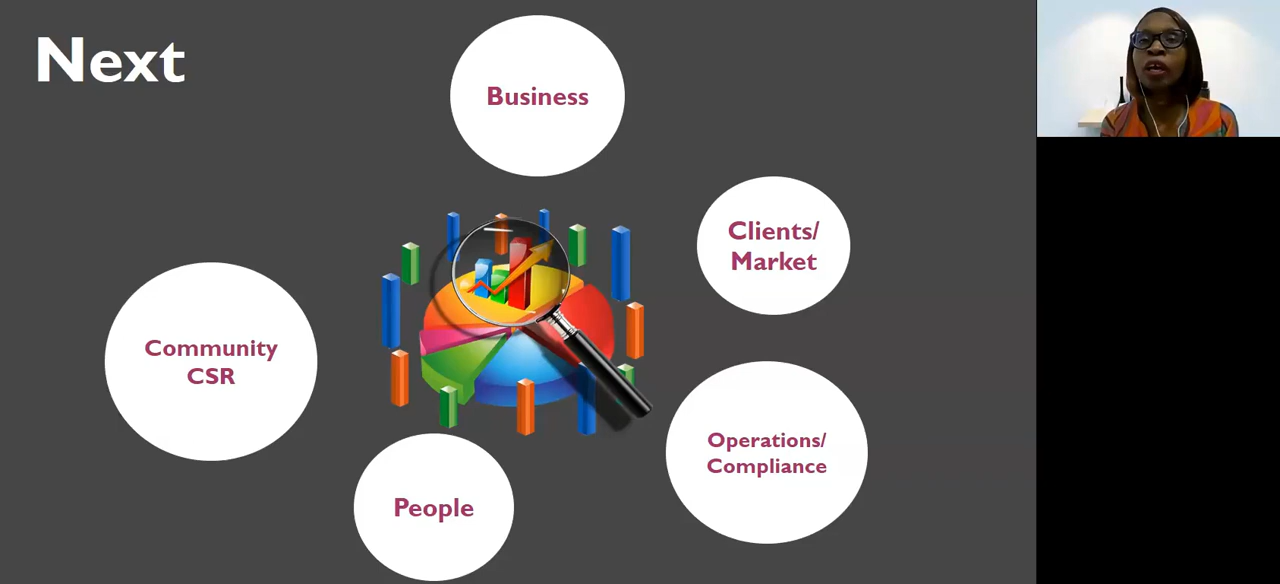 Next
Business
Clients/
Market
Community
CSR
Operations/
Compliance
People